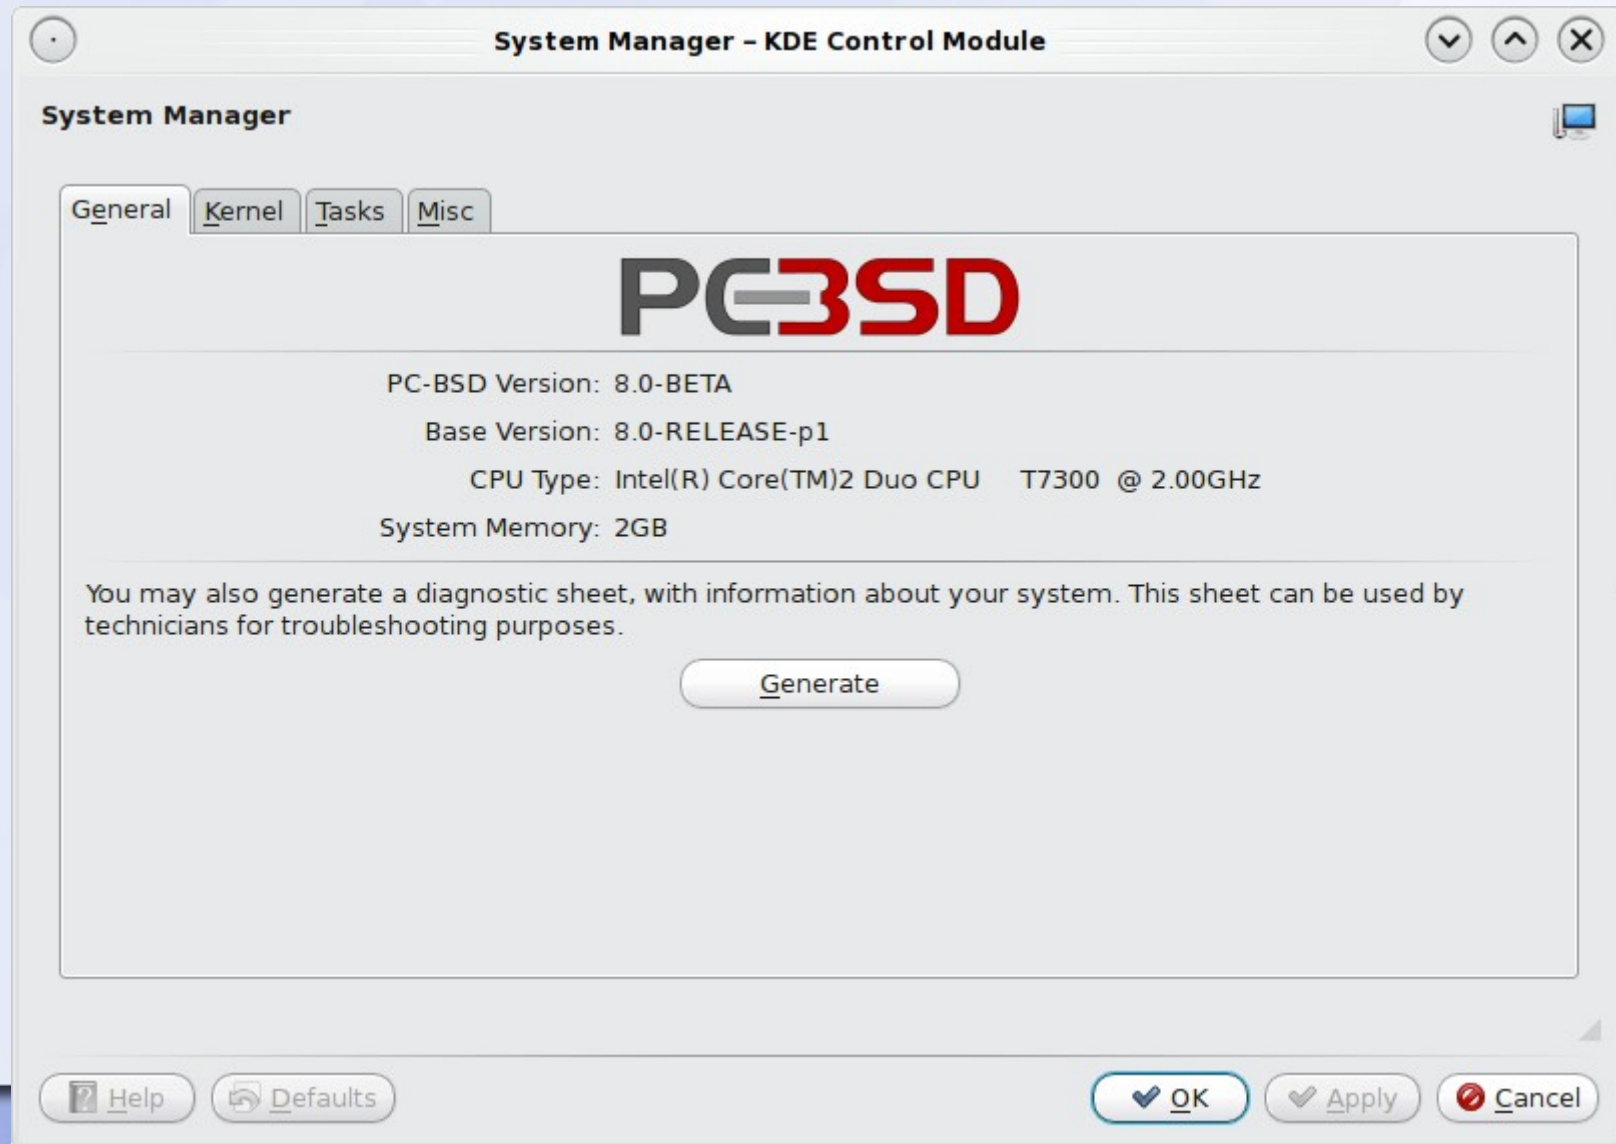 System Manager – KDE Control Module
System Manager
General Kernel Tasks Misc
PC-BSD
PC-BSD Version: 8.0-BETA
Base Version: 8.0-RELEASE-p1
CPU Type: Intel(R) Core(TM)2 Duo CPU T7300 @ 2.00GHz
System Memory: 2GB
You may also generate a diagnostic sheet, with information about your system. This sheet can be used by
technicians for troubleshooting purposes.
Generate
Help Defaults OK Apply Cancel